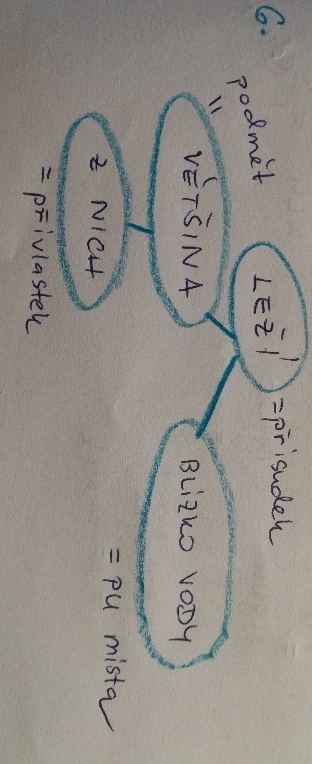 6.
LEŽÍ = přísudek
podmět
=
VĚTŠINA
BLÍZKO VODY
= pu místa
Z NICH
= přívlastek